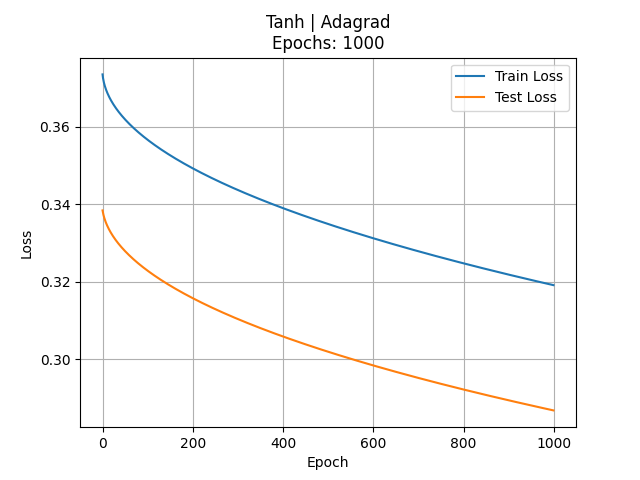 Tanh | Adagrad
Epochs: 1000
Train Loss
Test Loss
0.36
0.34
0.32
0.30
Loss
0 200 400 600 800 1000
Epoch